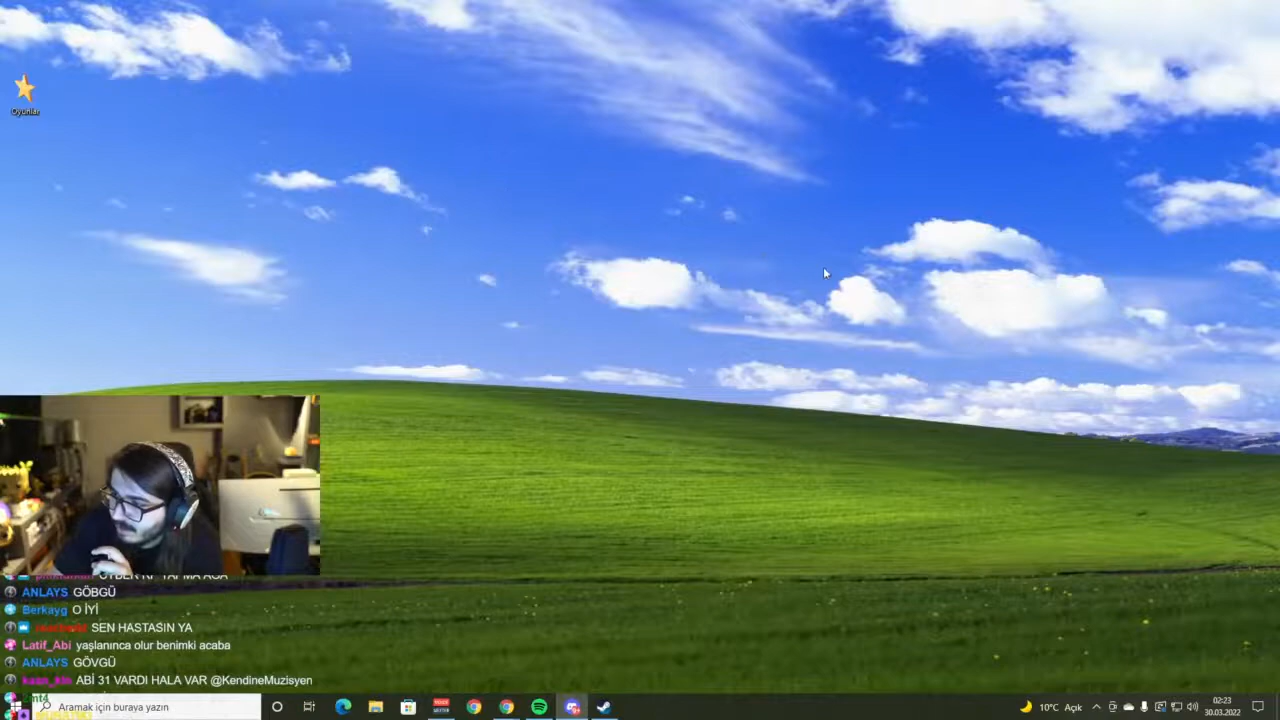 Oyunlar
ANLAYS GÖBGÜ
Berkayg O İYİ
SEN HASTASIN YA
Latif_Abi yaşlanınca olur benimki acaba
ANLAYS GÖVGÜ
ABİ 31 VARDI HALA VAR @KendineMuzisyen
Aramak için buraya yazın
10°C Açık
02:23
30.03.2022